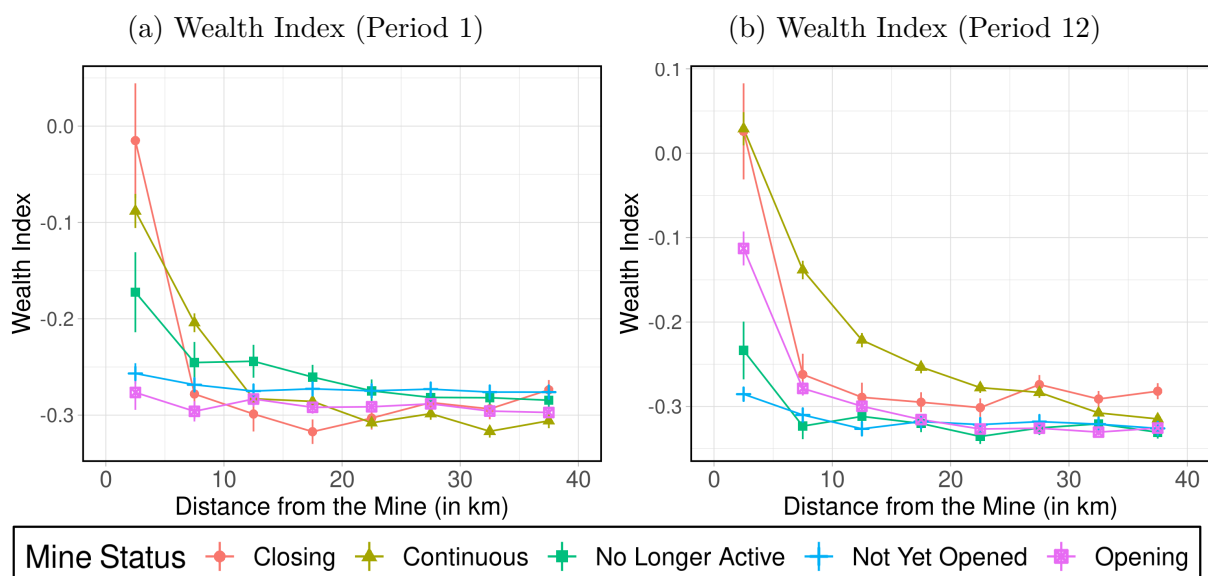 (a) Wealth Index (Period 1)
(b) Wealth Index (Period 12)
Wealth Index
0.0
-0.1
-0.2
-0.3
0
10
20
30
40
Distance from the Mine (in km)
Wealth Index
0.1
0.0
-0.1
-0.2
-0.3
0
10
20
30
40
Distance from the Mine (in km)
Mine Status Closing Continuous No Longer Active Not Yet Opened Opening